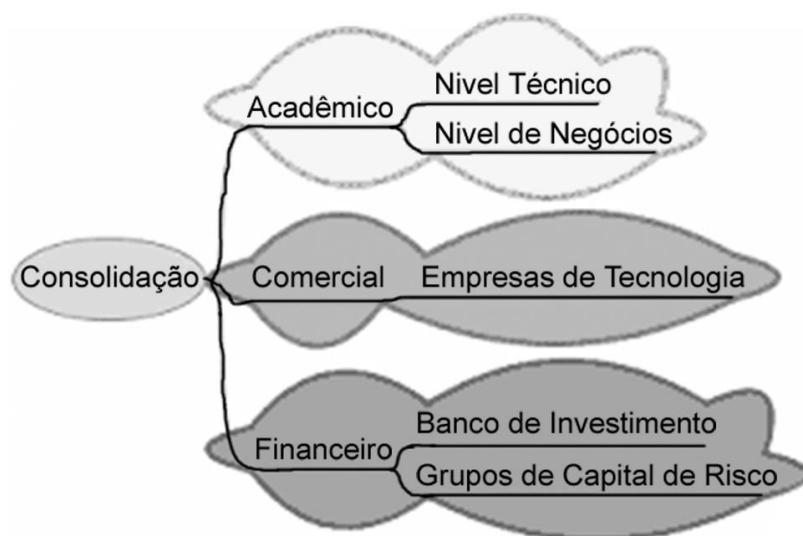 Nivel Técnico
Acadêmico
Nivel de Negócios
Consolidação
Comercial
Empresas de Tecnologia
Banco de Investimento
Financeiro
Grupos de Capital de Risco